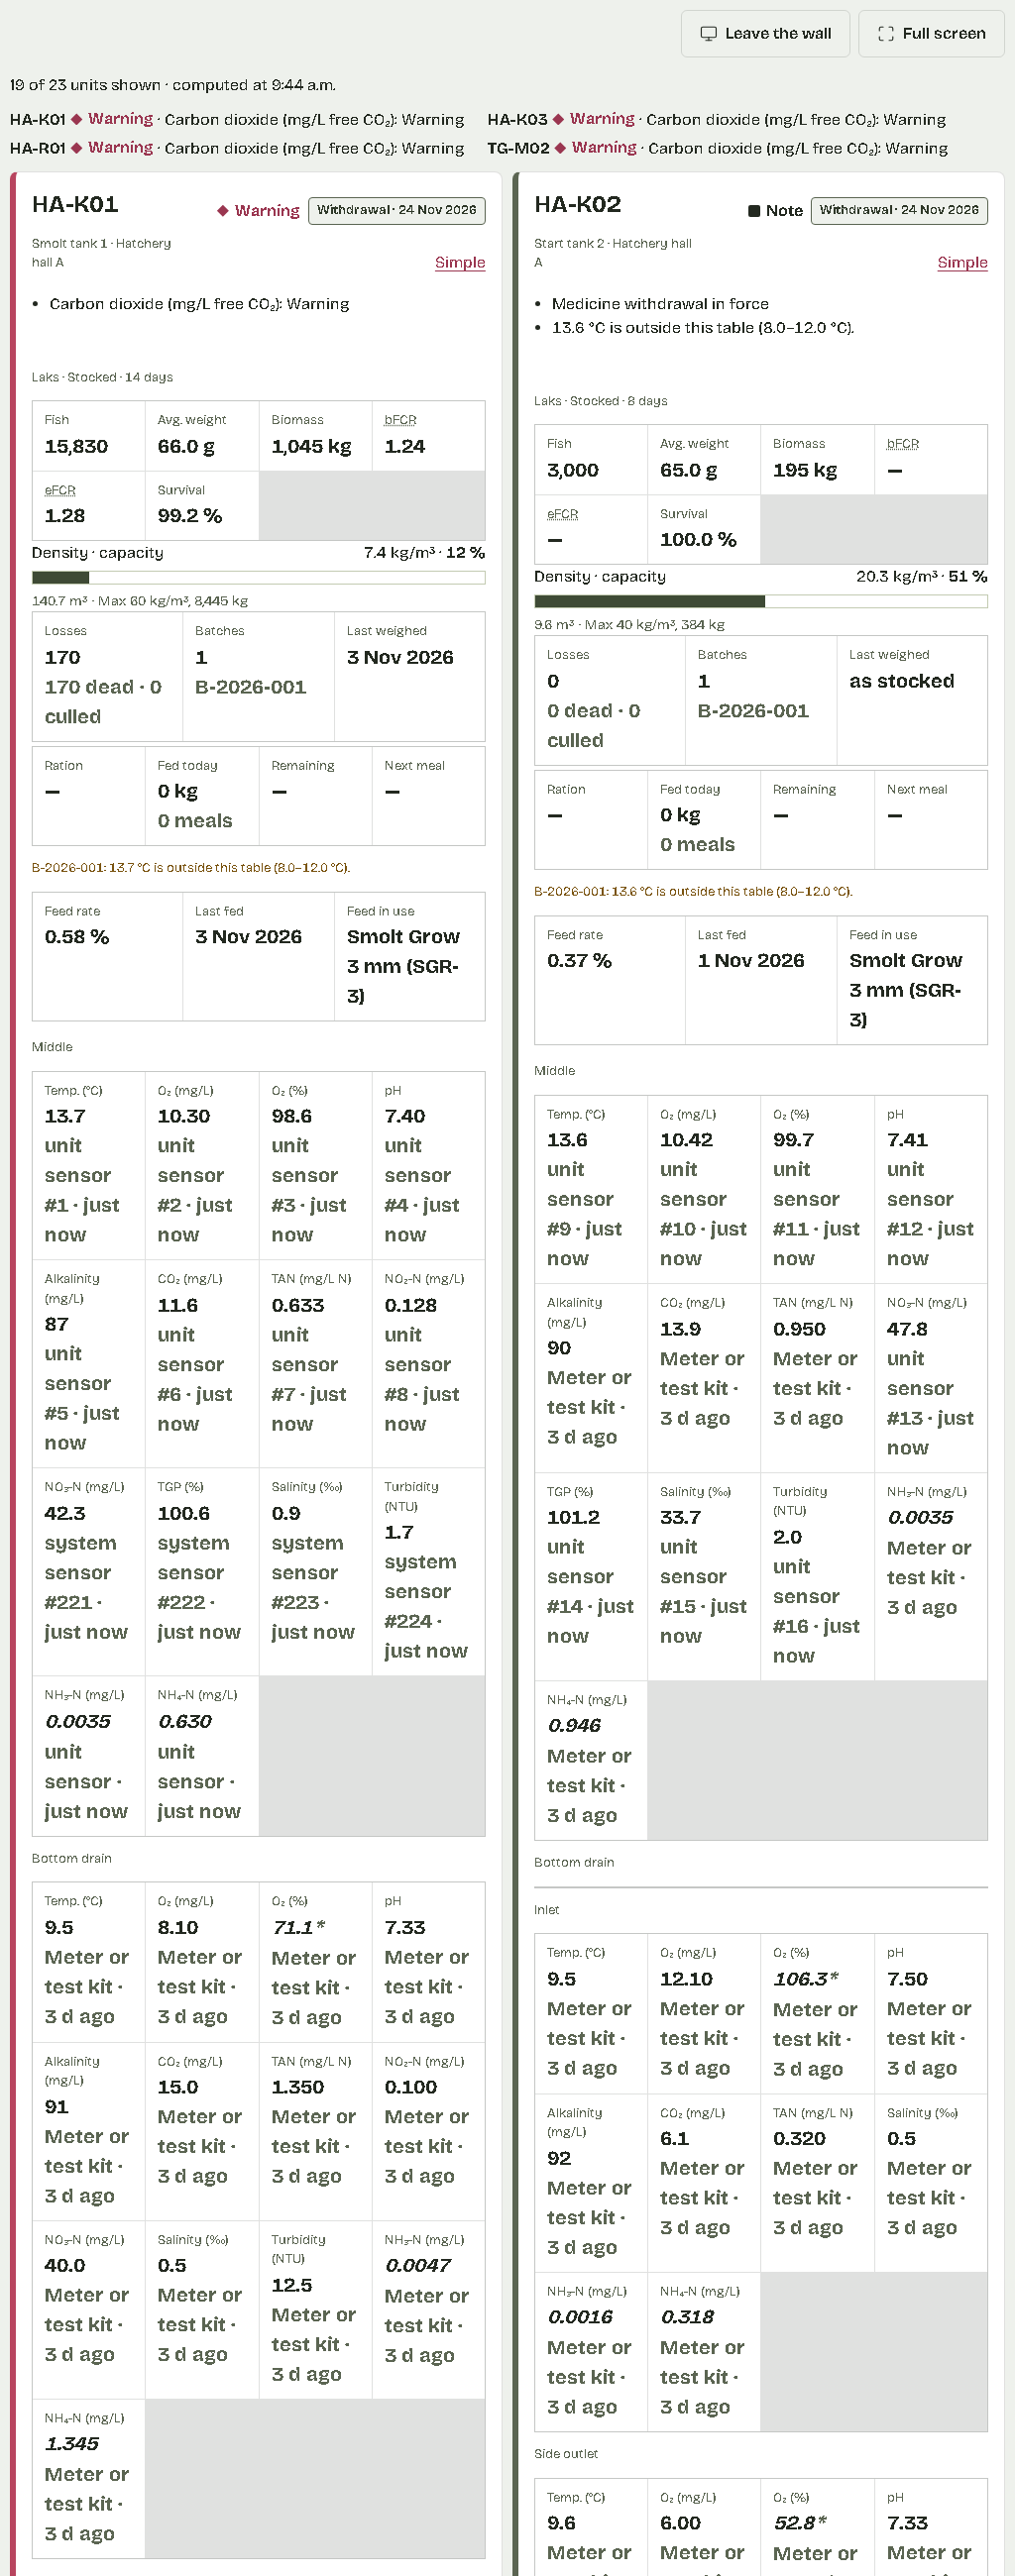 Leave the wall
Full screen
19 of 23 units shown · computed at 9:44 a.m.
HA-K01 ◆ Warning · Carbon dioxide (mg/L free CO₂): Warning
HA-K03 ◆ Warning · Carbon dioxide (mg/L free CO₂): Warning
HA-R01 ◆ Warning · Carbon dioxide (mg/L free CO₂): Warning
TG-M02 ◆ Warning · Carbon dioxide (mg/L free CO₂): Warning
HA-K01
◆ Warning
Withdrawal · 24 Nov 2026
Smolt tank 1 · Hatchery
hall A
Simple
• Carbon dioxide (mg/L free CO₂): Warning
Laks · Stocked · 14 days
Fish Avg. weight Biomass bFCR
15,830 66.0 g 1,045 kg 1.24
eFCR Survival
1.28 99.2 %
Density · capacity 7.4 kg/m³ · 12 %
140.7 m³ · Max 60 kg/m³, 8,445 kg
Losses Batches Last weighed
170 1 3 Nov 2026
170 dead · 0 B-2026-001
culled
Ration Fed today Remaining Next meal
– 0 kg – –
0 meals
B-2026-001: 13.7 °C is outside this table (8.0–12.0 °C).
Feed rate Last fed Feed in use
0.58 % 3 Nov 2026 Smolt Grow
3 mm (SGR-
3)
Middle
Temp. (°C) O₂ (mg/L) O₂ (%) pH
13.7 10.30 98.6 7.40
unit unit unit unit
sensor sensor sensor sensor
#1 · just #2 · just #3 · just #4 · just
now now now now
Alkalinity CO₂ (mg/L) TAN (mg/L N) NO₂-N (mg/L)
(mg/L) 11.6 0.633 0.128
87 unit unit unit
unit sensor sensor sensor
sensor #6 · just #7 · just #8 · just
#5 · just now now now
now
NO₃-N (mg/L) TGP (%) Salinity (‰) Turbidity
42.3 100.6 0.9 (NTU)
system system system 1.7
sensor sensor sensor system
#221 · #222 · #223 · sensor
just now just now just now #224 ·
just now
NH₃-N (mg/L) NH₄-N (mg/L)
0.0035 0.630
unit unit
sensor · sensor ·
just now just now
Bottom drain
Temp. (°C) O₂ (mg/L) O₂ (%) pH
9.5 8.10 71.1* 7.33
Meter or Meter or Meter or Meter or
test kit · test kit · test kit · test kit ·
3 d ago 3 d ago 3 d ago 3 d ago
Alkalinity CO₂ (mg/L) TAN (mg/L N) NO₂-N (mg/L)
(mg/L) 15.0 1.350 0.100
91 Meter or Meter or Meter or
Meter or test kit · test kit · test kit ·
test kit · 3 d ago 3 d ago 3 d ago
3 d ago
NO₃-N (mg/L) Salinity (‰) Turbidity NH₃-N (mg/L)
40.0 0.5 (NTU) 0.0047
Meter or Meter or 12.5 Meter or
test kit · test kit · Meter or test kit ·
3 d ago 3 d ago test kit · 3 d ago
3 d ago
NH₄-N (mg/L)
1.345
Meter or
test kit ·
3 d ago
HA-K02
■ Note
Withdrawal · 24 Nov 2026
Start tank 2 · Hatchery hall
A
Simple
• Medicine withdrawal in force
• 13.6 °C is outside this table (8.0–12.0 °C).
Laks · Stocked · 8 days
Fish Avg. weight Biomass bFCR
3,000 65.0 g 195 kg –
eFCR Survival
– 100.0 %
Density · capacity 20.3 kg/m³ · 51 %
9.6 m³ · Max 40 kg/m³, 384 kg
Losses Batches Last weighed
0 1 as stocked
0 dead · 0 B-2026-001
culled
Ration Fed today Remaining Next meal
– 0 kg – –
0 meals
B-2026-001: 13.6 °C is outside this table (8.0–12.0 °C).
Feed rate Last fed Feed in use
0.37 % 1 Nov 2026 Smolt Grow
3 mm (SGR-
3)
Middle
Temp. (°C) O₂ (mg/L) O₂ (%) pH
13.6 10.42 99.7 7.41
unit unit unit unit
sensor sensor sensor sensor
#9 · just #10 · just #11 · just #12 · just
now now now now
Alkalinity CO₂ (mg/L) TAN (mg/L N) NO₃-N (mg/L)
(mg/L) 13.9 0.950 47.8
90 Meter or Meter or unit
Meter or test kit · test kit · sensor
test kit · 3 d ago 3 d ago #13 · just
3 d ago now
TGP (%) Salinity (‰) Turbidity NH₃-N (mg/L)
101.2 33.7 (NTU) 0.0035
unit unit 2.0 Meter or
sensor sensor unit test kit ·
#14 · just #15 · just sensor 3 d ago
now now #16 · just
now
NH₄-N (mg/L)
0.946
Meter or
test kit ·
3 d ago
Bottom drain
Inlet
Temp. (°C) O₂ (mg/L) O₂ (%) pH
9.5 12.10 106.3* 7.50
Meter or Meter or Meter or Meter or
test kit · test kit · test kit · test kit ·
3 d ago 3 d ago 3 d ago 3 d ago
Alkalinity CO₂ (mg/L) TAN (mg/L N) Salinity (‰)
(mg/L) 6.1 0.320 0.5
92 Meter or Meter or Meter or
Meter or test kit · test kit · test kit ·
test kit · 3 d ago 3 d ago 3 d ago
3 d ago
NH₃-N (mg/L) NH₄-N (mg/L)
0.0016 0.318
Meter or Meter or
test kit · test kit ·
3 d ago 3 d ago
Side outlet
Temp. (°C) O₂ (mg/L) O₂ (%) pH
9.6 6.00 52.8* 7.33
Meter or Meter or Meter or Meter or